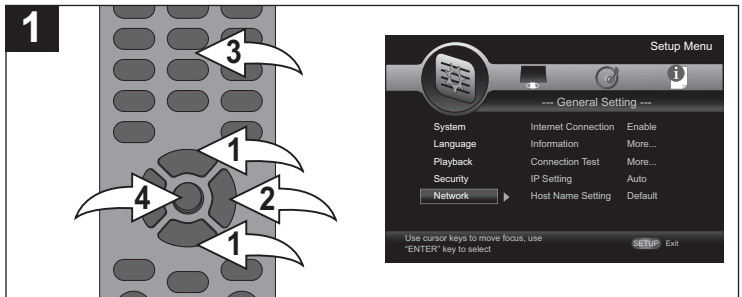 1
3
1
4
2
1
Setup Menu
--- General Setting ---
System Internet Connection Enable
Language Information More...
Playback Connection Test More...
Security IP Setting Auto
Network Host Name Setting Default
Use cursor keys to move focus, use
"ENTER" key to select
SETUP Exit